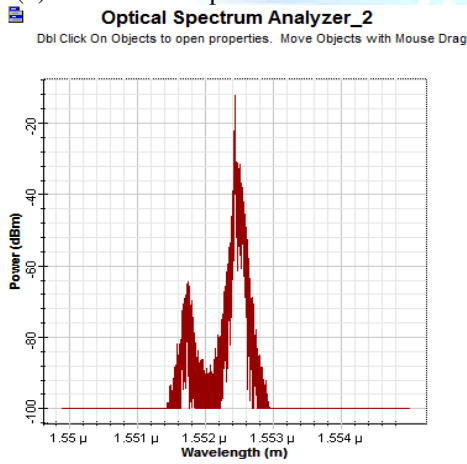 Optical Spectrum Analyzer_2
Dbl Click On Objects to open properties. Move Objects with Mouse Drag
Power (dBm)
-20
-40
-60
-80
-100
1.55 µ 1.551 µ 1.552 µ 1.553 µ 1.554 µ
Wavelength (m)